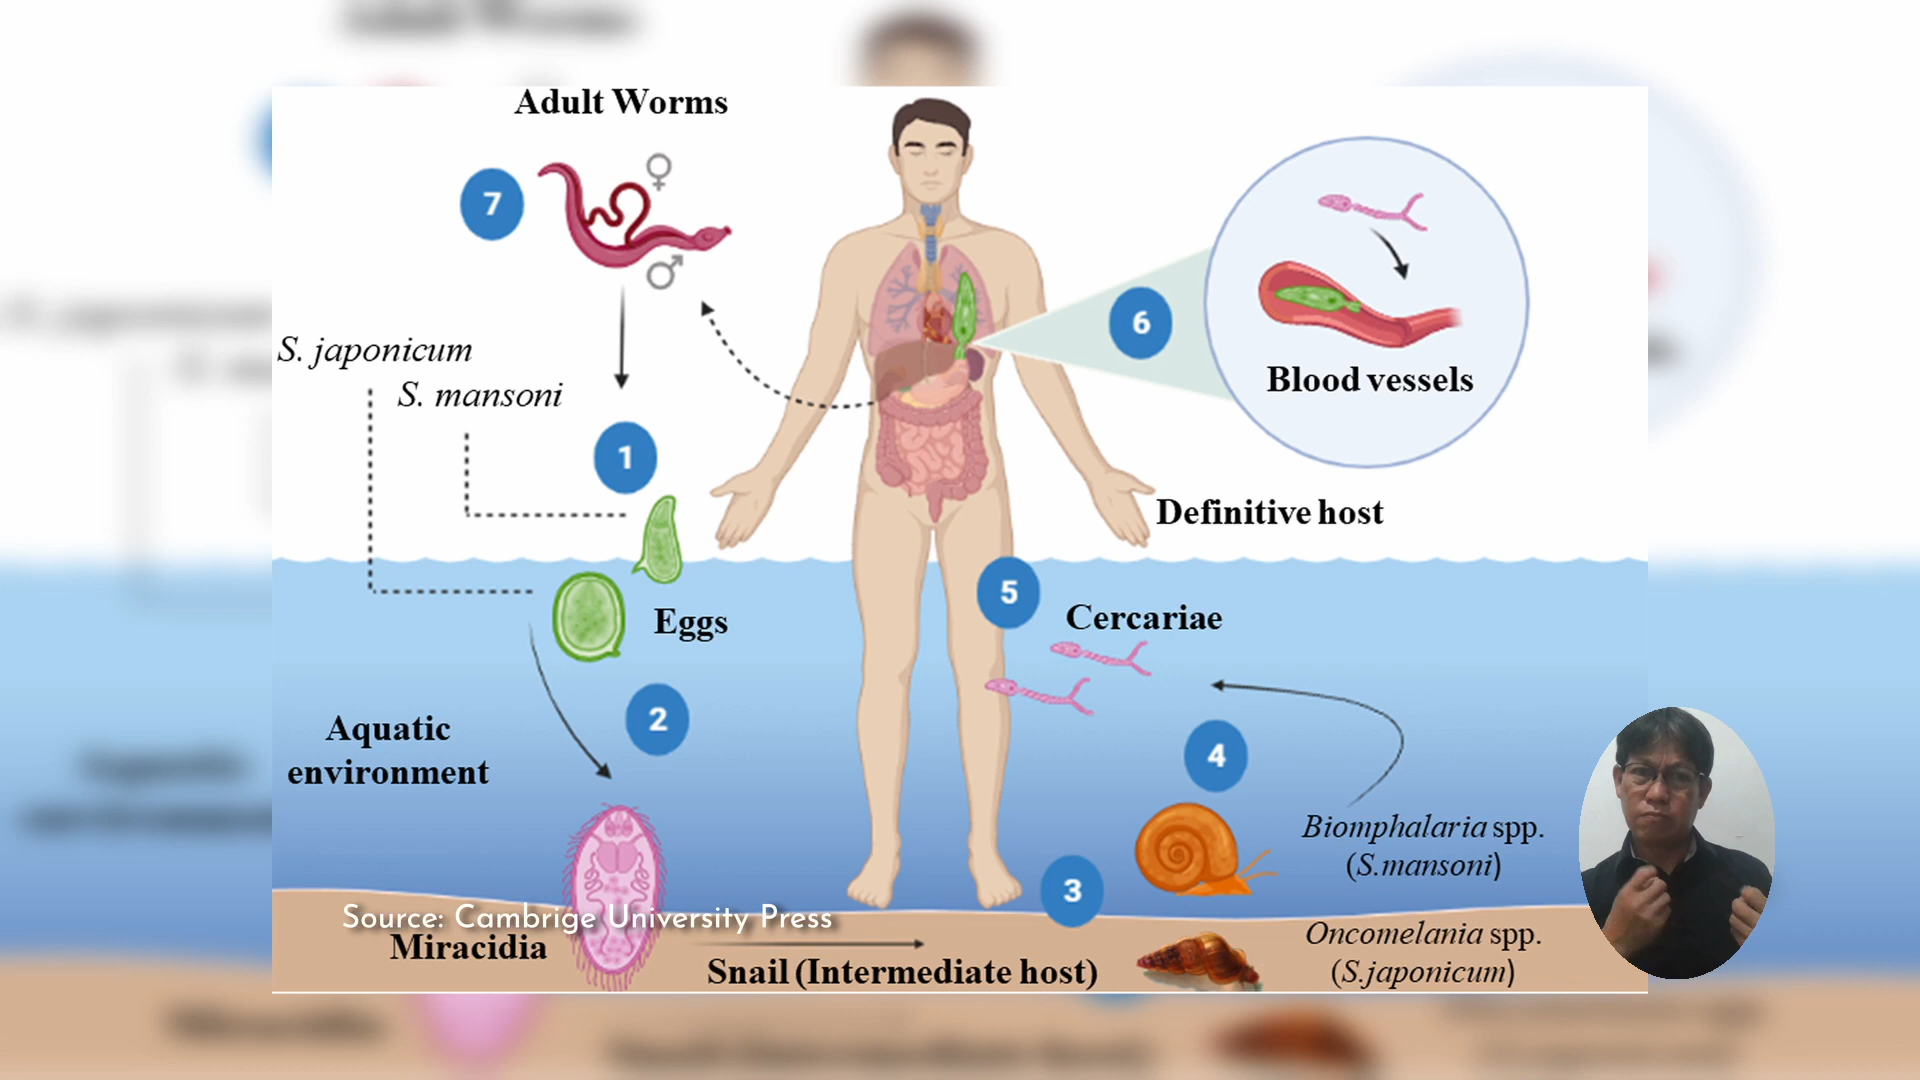 Adult Worms
7
S. japonicum
S. mansoni
1
6
Blood vessels
Definitive host
5
Eggs
Cercariae
2
Aquatic
environment
4
Biomphalaria spp.
(S.mansoni)
3
Source: Cambrige University Press
Miracidia
Snail (Intermediate host)
Oncomelania spp.
(S.japonicum)